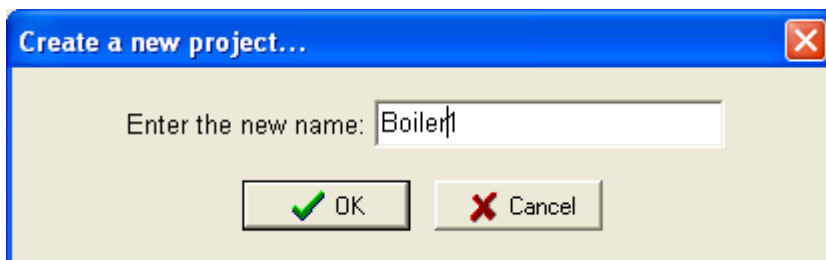 Create a new project...
Enter the new name: Boiler1
OK Cancel